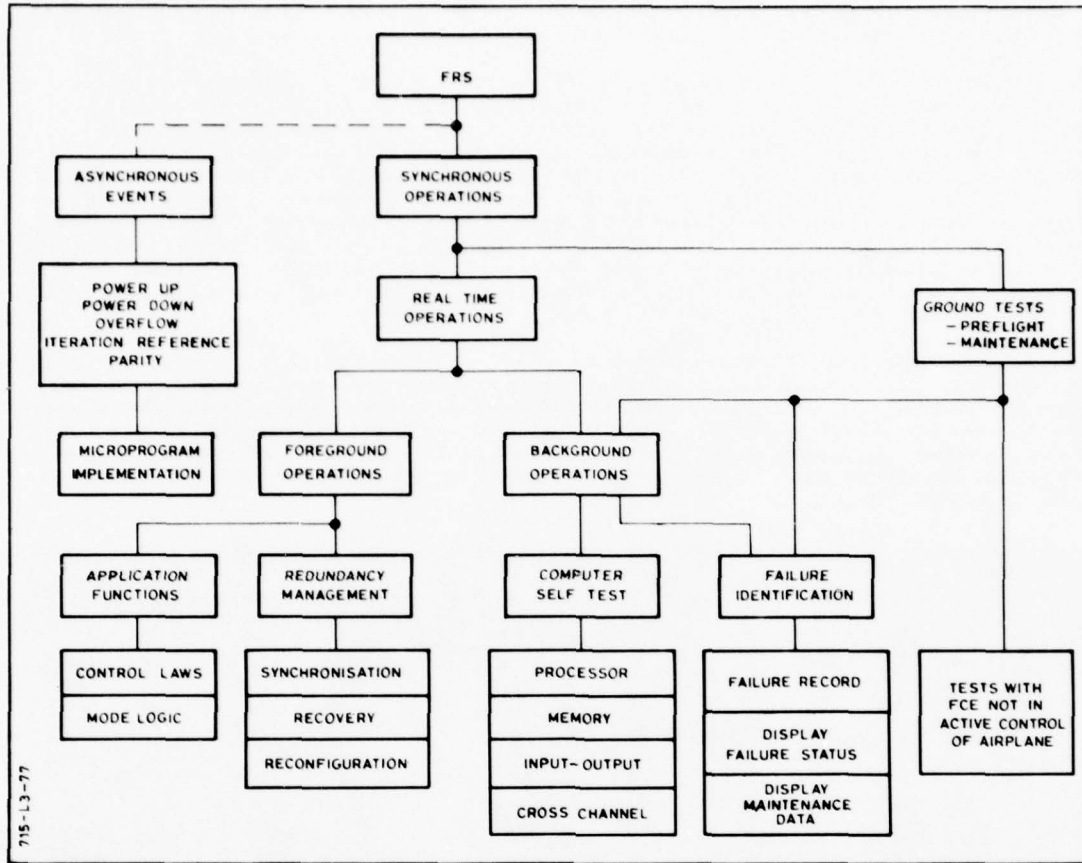 FRS
ASYNCHRONOUS
EVENTS
SYNCHRONOUS
OPERATIONS
POWER UP
POWER DOWN
OVERFLOW
ITERATION REFERENCE
PARITY
REAL TIME
OPERATIONS
GROUND TESTS
– PREFLIGHT
– MAINTENANCE
MICROPROGRAM
IMPLEMENTATION
FOREGROUND
OPERATIONS
BACKGROUND
OPERATIONS
APPLICATION
FUNCTIONS
REDUNDANCY
MANAGEMENT
COMPUTER
SELF TEST
FAILURE
IDENTIFICATION
CONTROL LAWS
MODE LOGIC
SYNCHRONISATION
RECOVERY
RECONFIGURATION
PROCESSOR
MEMORY
INPUT-OUTPUT
CROSS CHANNEL
FAILURE RECORD
DISPLAY
FAILURE STATUS
DISPLAY
MAINTENANCE
DATA
TESTS WITH
FCE NOT IN
ACTIVE CONTROL
OF AIRPLANE
715-L3-77